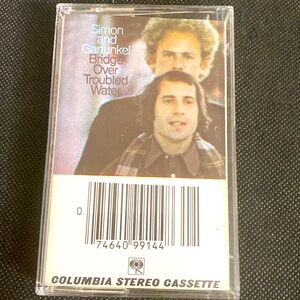 Simon
and
Garfunkel
Bridge
Over
Troubled
Water
0
74640 99144
COLUMBIA STEREO CASSETTE